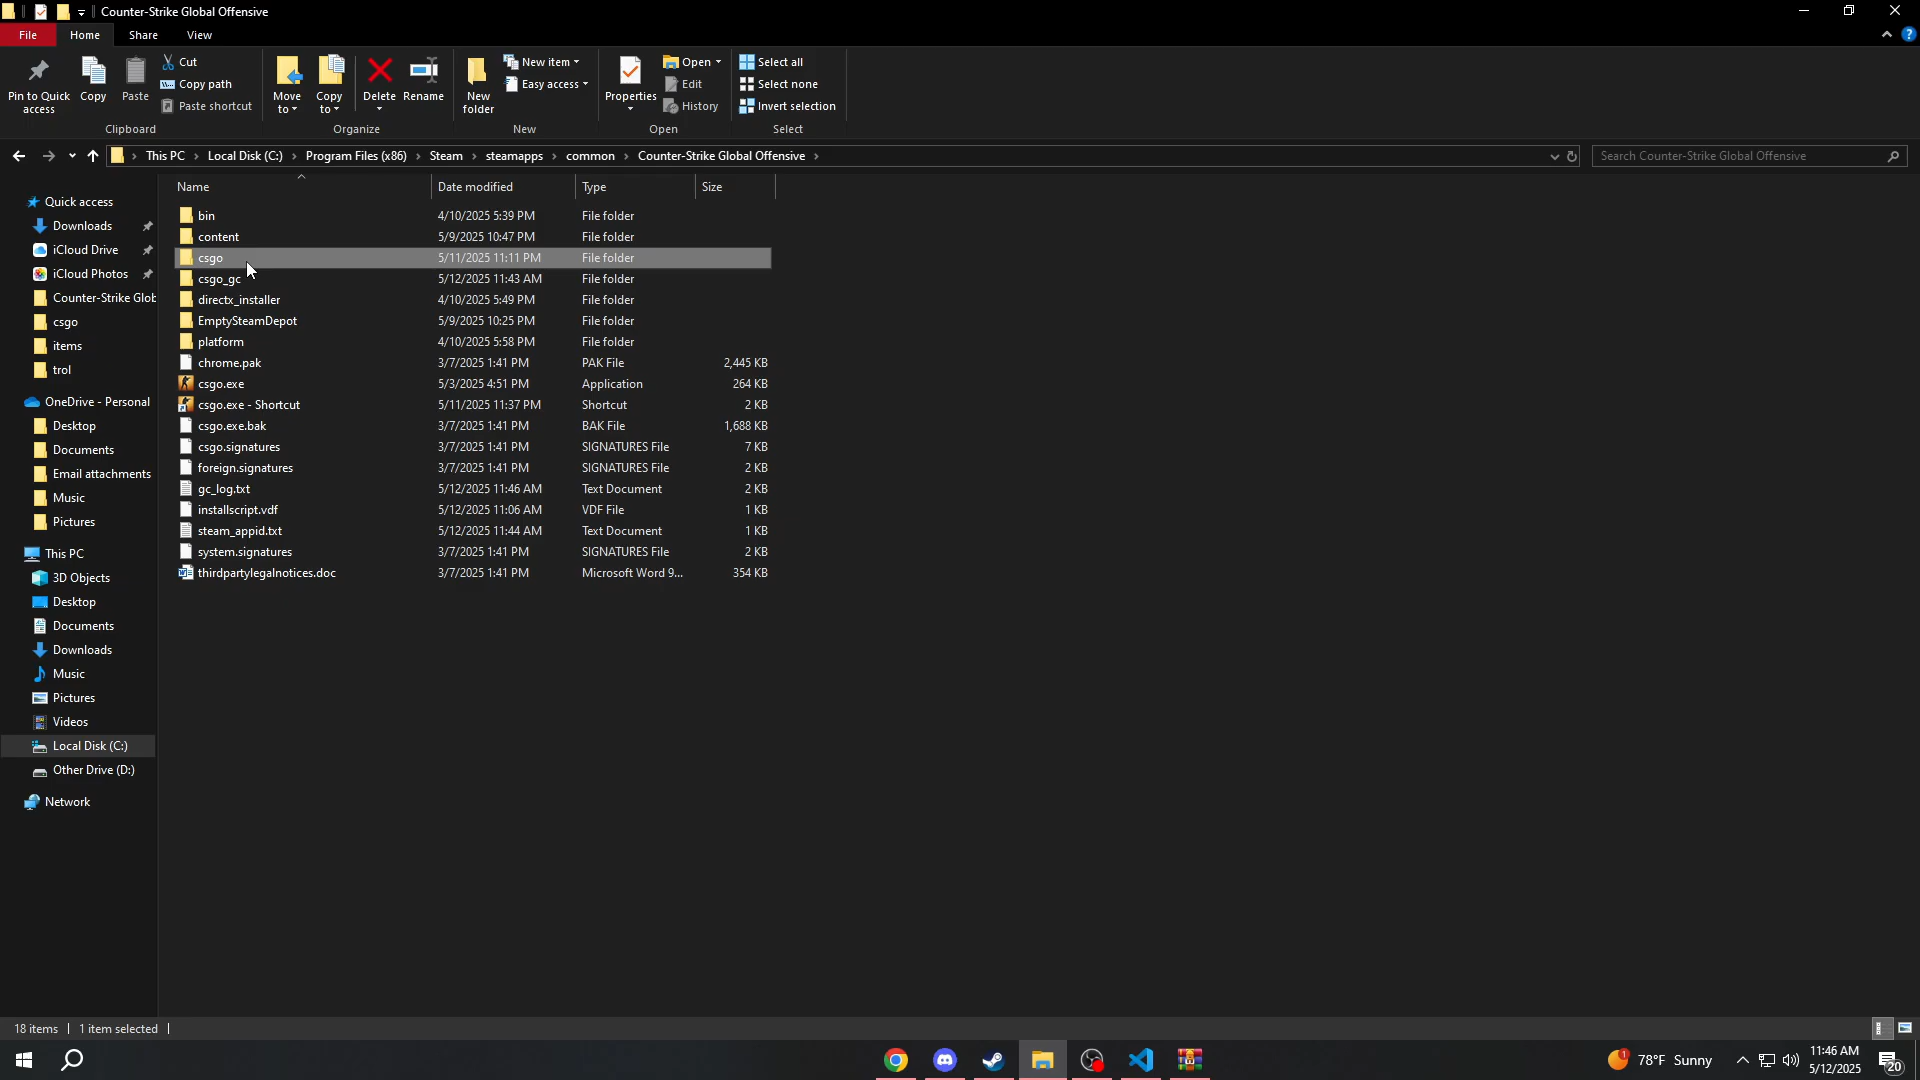 Counter-Strike Global Offensive
File Home Share View
Pin to Quick access
Copy
Paste
Cut
Copy path
Paste shortcut
Clipboard
Move to
Copy to
Delete
Rename
Organize
New folder
New item
Easy access
New
Properties
Open
Edit
History
Open
Select all
Select none
Invert selection
Select
This PC Local Disk (C:) Program Files (x86) Steam steamapps common Counter-Strike Global Offensive
Search Counter-Strike Global Offensive
Quick access
Downloads
iCloud Drive
iCloud Photos
Counter-Strike Glob
csgo
items
trol
OneDrive - Personal
Desktop
Documents
Email attachments
Music
Pictures
This PC
3D Objects
Desktop
Documents
Downloads
Music
Pictures
Videos
Local Disk (C:)
Other Drive (D:)
Network
Name Date modified Type Size
bin 4/10/2025 5:39 PM File folder
content 5/9/2025 10:47 PM File folder
csgo 5/11/2025 11:11 PM File folder
csgo_gc 5/12/2025 11:43 AM File folder
directx_installer 4/10/2025 5:49 PM File folder
EmptySteamDepot 5/9/2025 10:25 PM File folder
platform 4/10/2025 5:58 PM File folder
chrome.pak 3/7/2025 1:41 PM PAK File 2,445 KB
csgo.exe 5/3/2025 4:51 PM Application 264 KB
csgo.exe - Shortcut 5/11/2025 11:37 PM Shortcut 2 KB
csgo.exe.bak 3/7/2025 1:41 PM BAK File 1,688 KB
csgo.signatures 3/7/2025 1:41 PM SIGNATURES File 7 KB
foreign.signatures 3/7/2025 1:41 PM SIGNATURES File 2 KB
gc_log.txt 5/12/2025 11:46 AM Text Document 2 KB
installscript.vdf 5/12/2025 11:06 AM VDF File 1 KB
steam_appid.txt 5/12/2025 11:44 AM Text Document 1 KB
system.signatures 3/7/2025 1:41 PM SIGNATURES File 2 KB
thirdpartylegalnotices.doc 3/7/2025 1:41 PM Microsoft Word 9... 354 KB
18 items 1 item selected
78°F Sunny
11:46 AM
5/12/2025
20